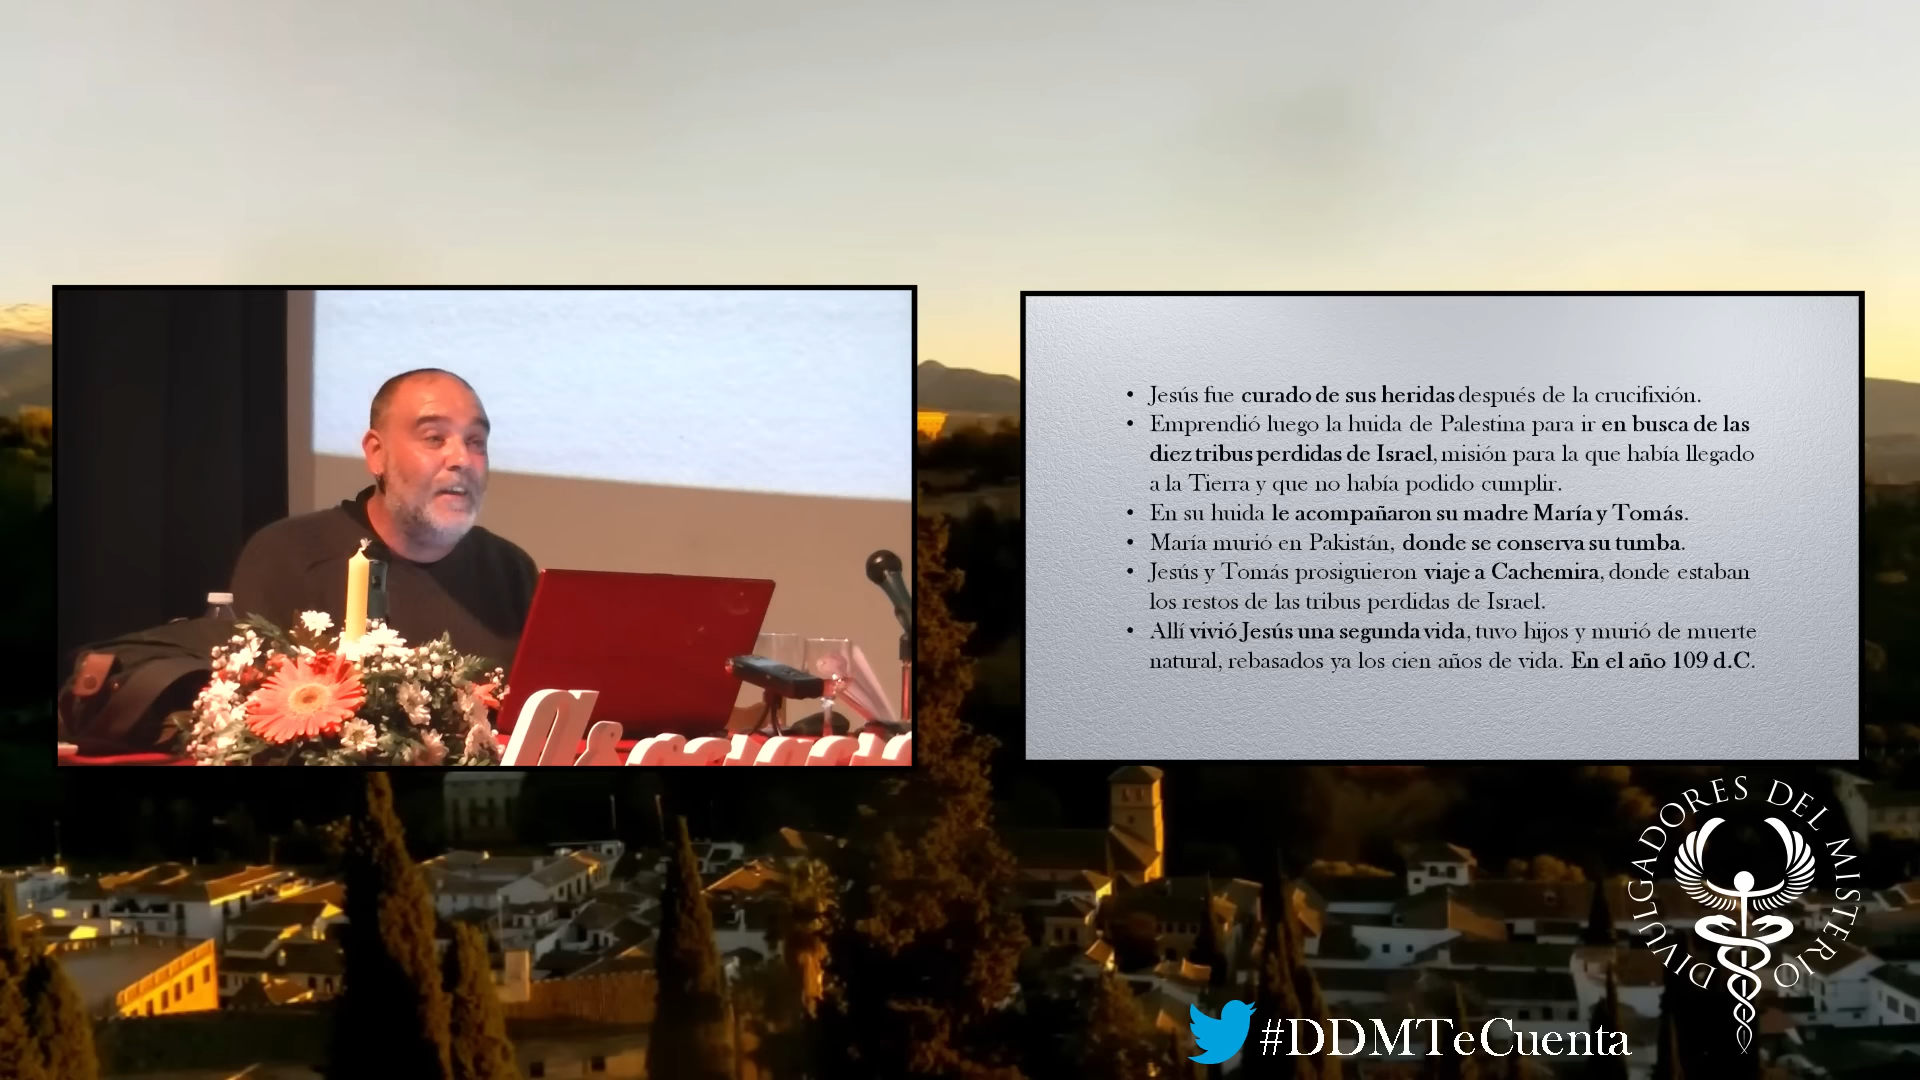 • Jesús fue curado de sus heridas después de la crucifixión.
• Emprendió luego la huida de Palestina para ir en busca de las
diez tribus perdidas de Israel, misión para la que había llegado
a la Tierra y que no había podido cumplir.
• En su huida le acompañaron su madre María y Tomás.
• María murió en Pakistán, donde se conserva su tumba.
• Jesús y Tomás prosiguieron viaje a Cachemira, donde estaban
los restos de las tribus perdidas de Israel.
• Allí vivió Jesús una segunda vida, tuvo hijos y murió de muerte
natural, rebasados ya los cien años de vida. En el año 109 d.C.
DIVULGADORES DEL MISTERIO
#DDMTeCuenta